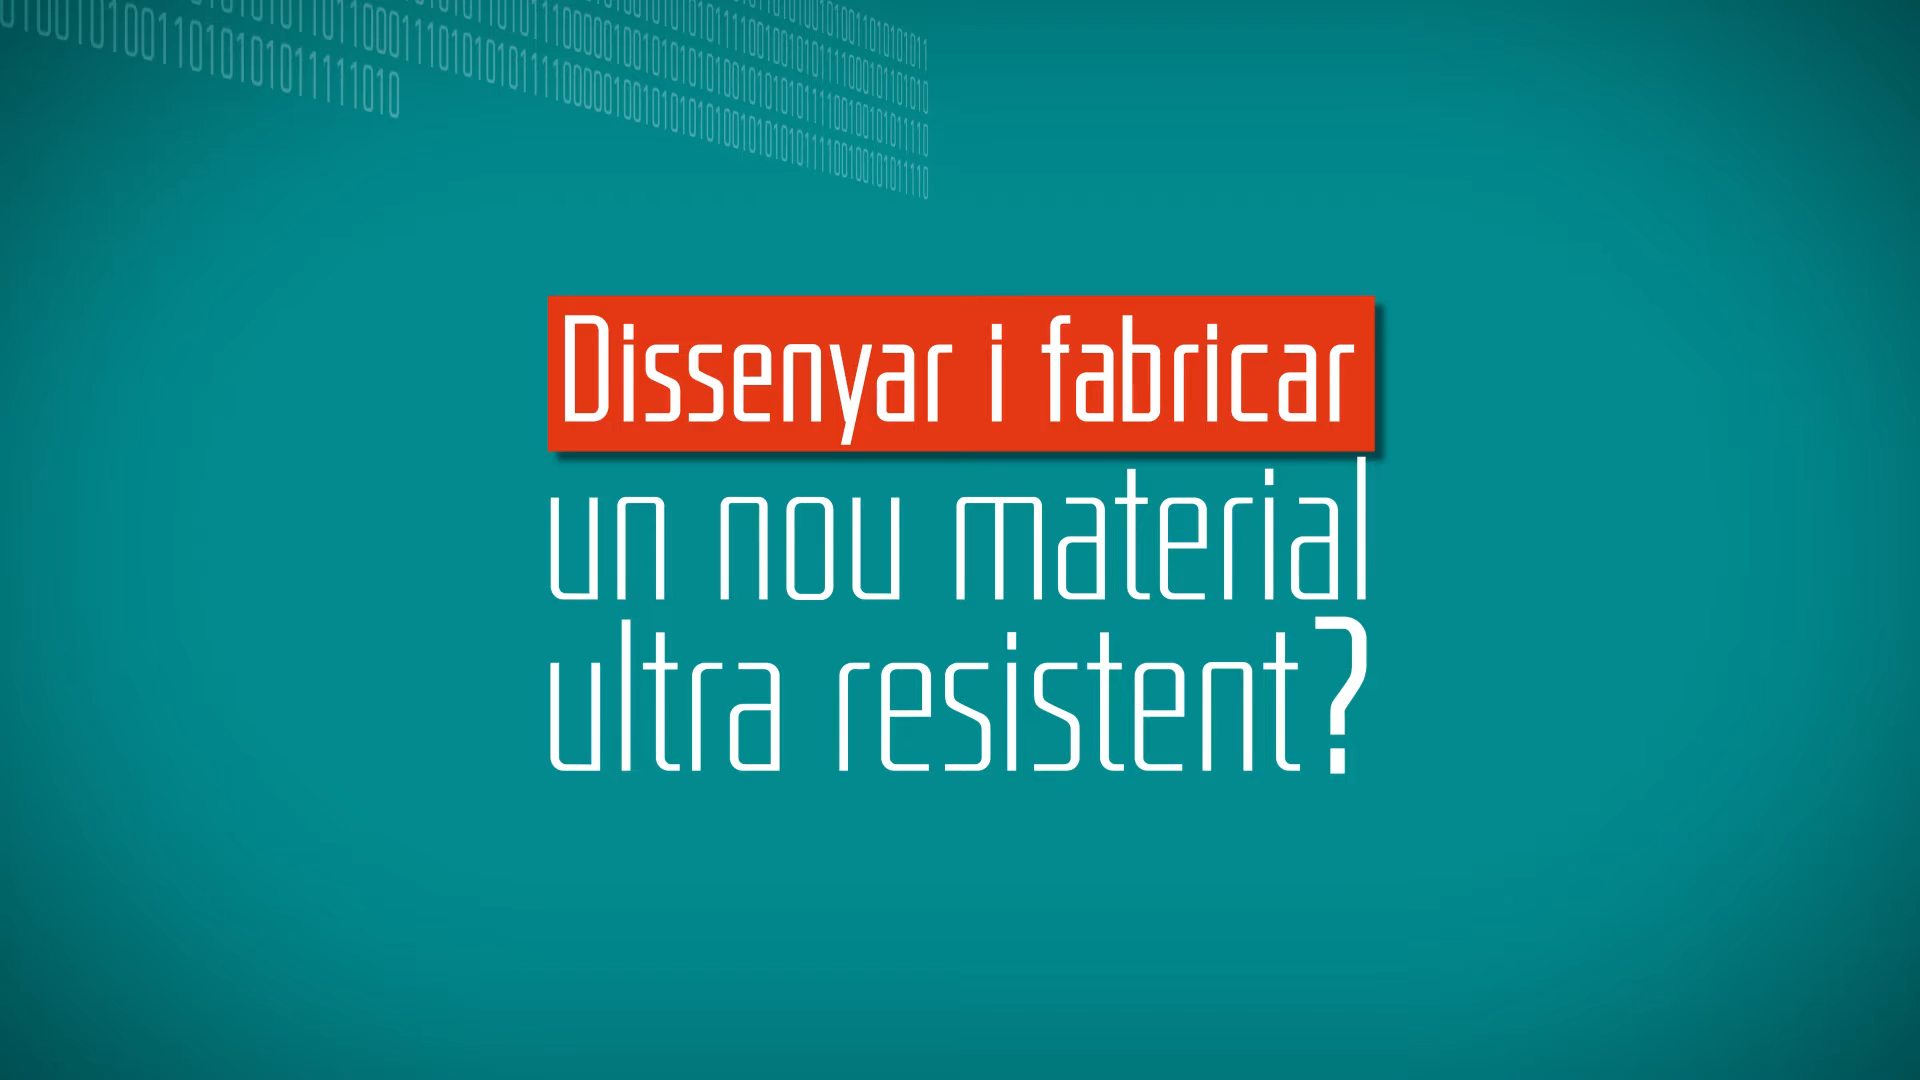 Dissenyar i fabricar
un nou material
ultra resistent?